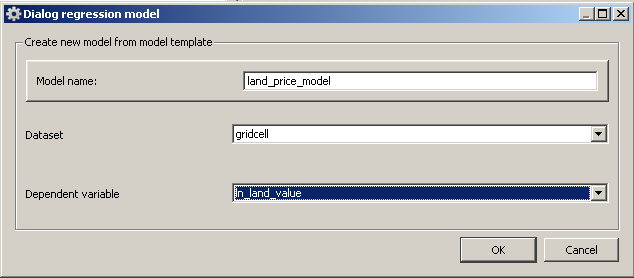 Dialog regression model
Create new model from model template
Model name: land_price_model
Dataset gridcell
Dependent variable ln_land_value
OK Cancel